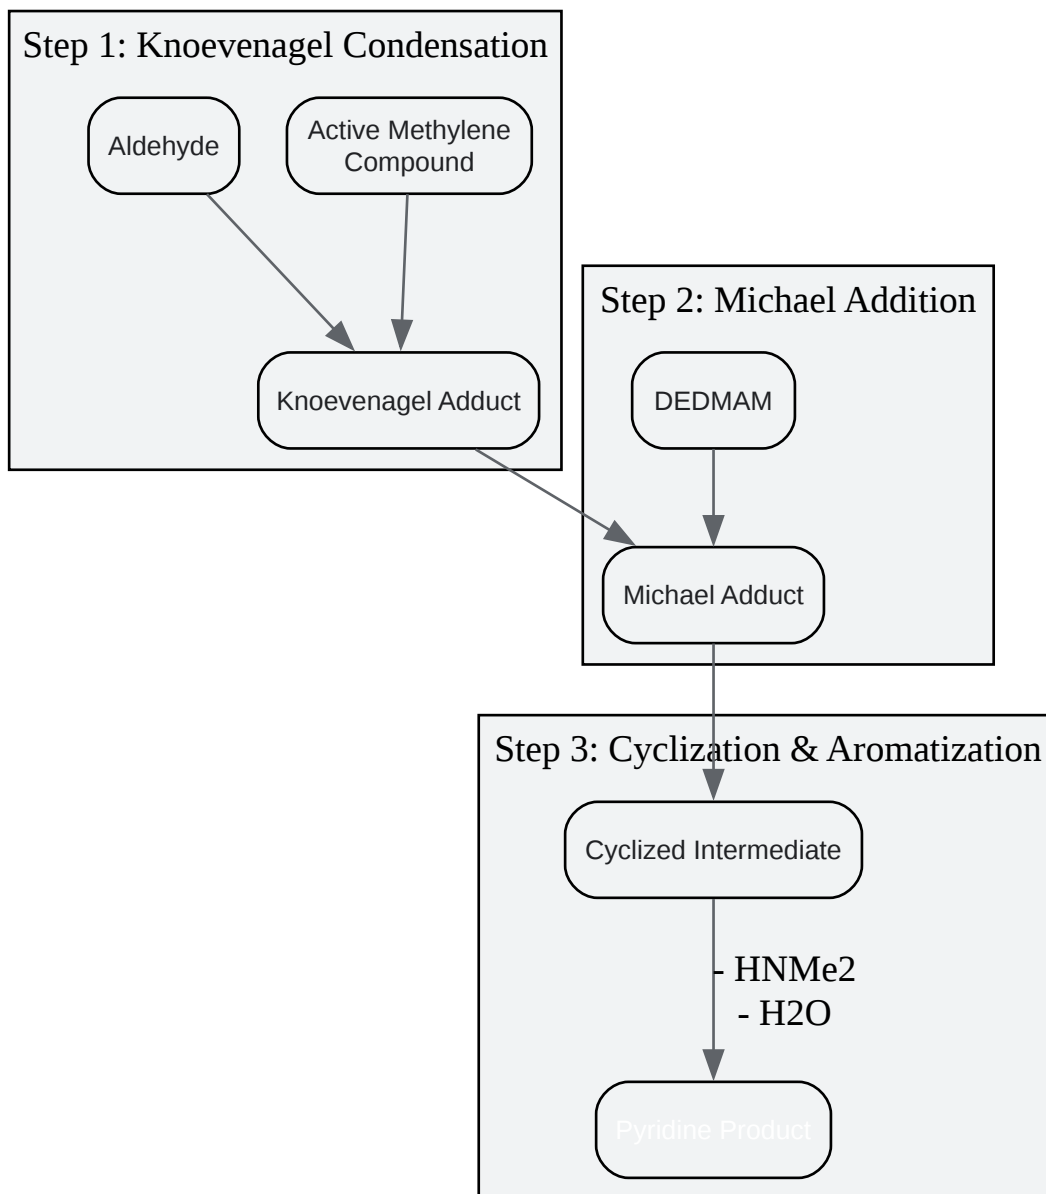 Step 1: Knoevenagel Condensation
Aldehyde
Active Methylene
Compound
Knoevenagel Adduct
Step 2: Michael Addition
DEDMAM
Michael Adduct
Step 3: Cyclization & Aromatization
Cyclized Intermediate
- HNMe2
- H2O
Pyridine Product